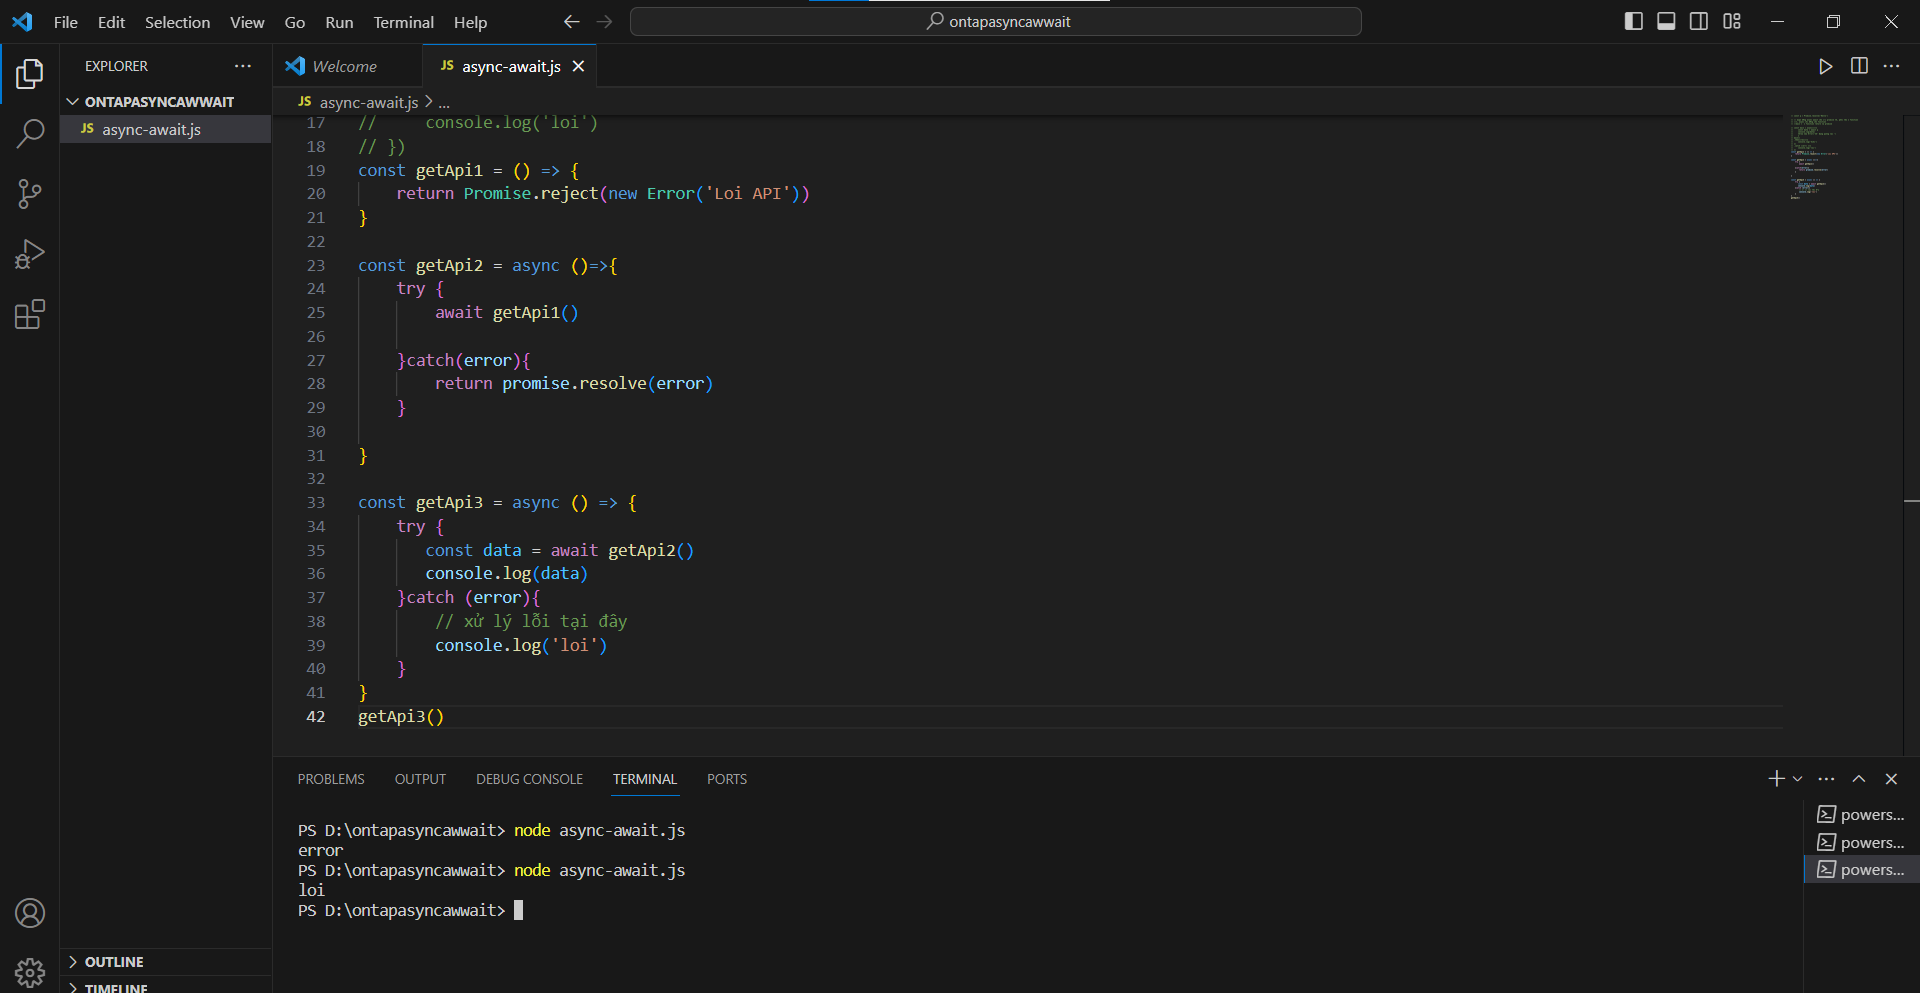 File Edit Selection View Go Run Terminal Help
ontapasyncawwait
EXPLORER
ONTAPASYNCAWWAIT
JS async-await.js
Welcome
JS async-await.js
JS async-await.js > ...
17 //     console.log('loi')
18 // })
19 const getApi1 = () => {
20     return Promise.reject(new Error('Loi API'))
21 }
22
23 const getApi2 = async ()=>{
24     try {
25         await getApi1()
26
27     }catch(error){
28         return promise.resolve(error)
29     }
30
31 }
32
33 const getApi3 = async () => {
34     try {
35        const data = await getApi2()
36        console.log(data)
37     }catch (error){
38         // xử lý lỗi tại đây
39         console.log('loi')
40     }
41 }
42 getApi3()
PROBLEMS OUTPUT DEBUG CONSOLE TERMINAL PORTS
PS D:\ontapasyncawwait> node async-await.js
error
PS D:\ontapasyncawwait> node async-await.js
loi
PS D:\ontapasyncawwait>
powers...
powers...
powers...
OUTLINE
TIMELINE